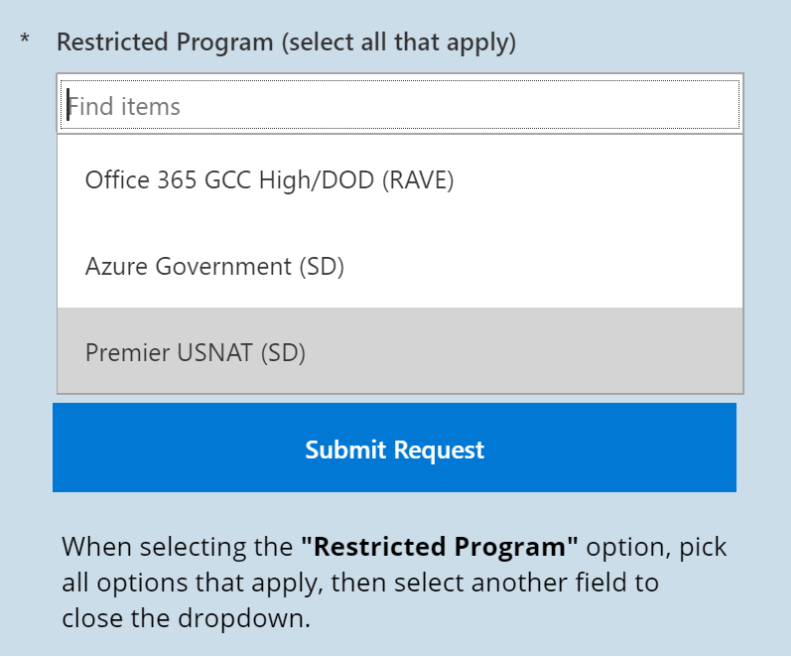 * Restricted Program (select all that apply)
Find items
Office 365 GCC High/DOD (RAVE)
Azure Government (SD)
Premier USNAT (SD)
Submit Request
When selecting the "Restricted Program" option, pick
all options that apply, then select another field to
close the dropdown.